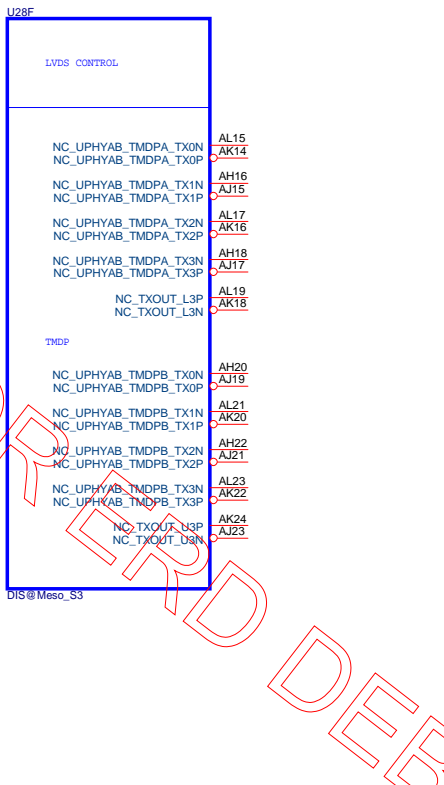 U28F
LVDS CONTROL
NC_UPHYAB_TMDPA_TX0N AL15
NC_UPHYAB_TMDPA_TX0P AK14
NC_UPHYAB_TMDPA_TX1N AH16
NC_UPHYAB_TMDPA_TX1P AJ15
NC_UPHYAB_TMDPA_TX2N AL17
NC_UPHYAB_TMDPA_TX2P AK16
NC_UPHYAB_TMDPA_TX3N AH18
NC_UPHYAB_TMDPA_TX3P AJ17
NC_TXOUT_L3P AL19
NC_TXOUT_L3N AK18
TMDP
NC_UPHYAB_TMDPB_TX0N AH20
NC_UPHYAB_TMDPB_TX0P AJ19
NC_UPHYAB_TMDPB_TX1N AL21
NC_UPHYAB_TMDPB_TX1P AK20
NC_UPHYAB_TMDPB_TX2N AH22
NC_UPHYAB_TMDPB_TX2P AJ21
NC_UPHYAB_TMDPB_TX3N AL23
NC_UPHYAB_TMDPB_TX3P AK22
NC_TXOUT_U3P AK24
NC_TXOUT_U3N AJ23
DIS@Meso_S3